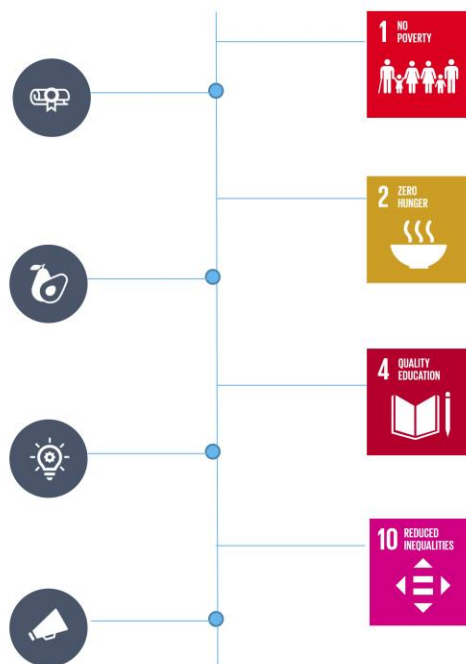 1 NO
POVERTY
2 ZERO
HUNGER
4 QUALITY
EDUCATION
10 REDUCED
INEQUALITIES